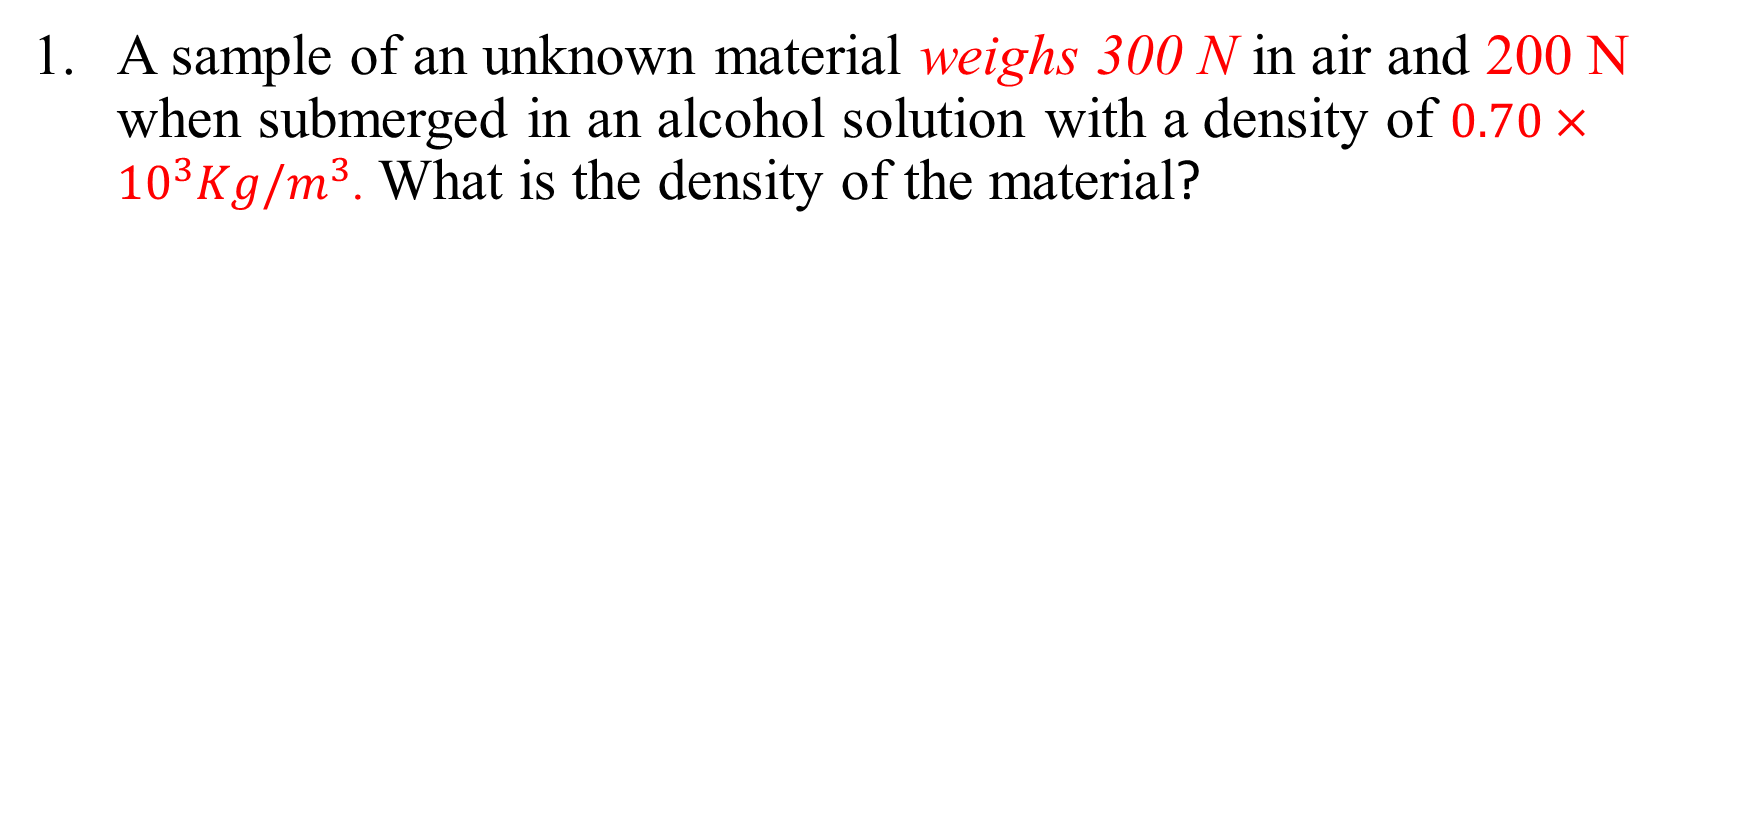 1. A sample of an unknown material weighs 300 N in air and 200 N
when submerged in an alcohol solution with a density of 0.70 ×
10³Kg/m³. What is the density of the material?